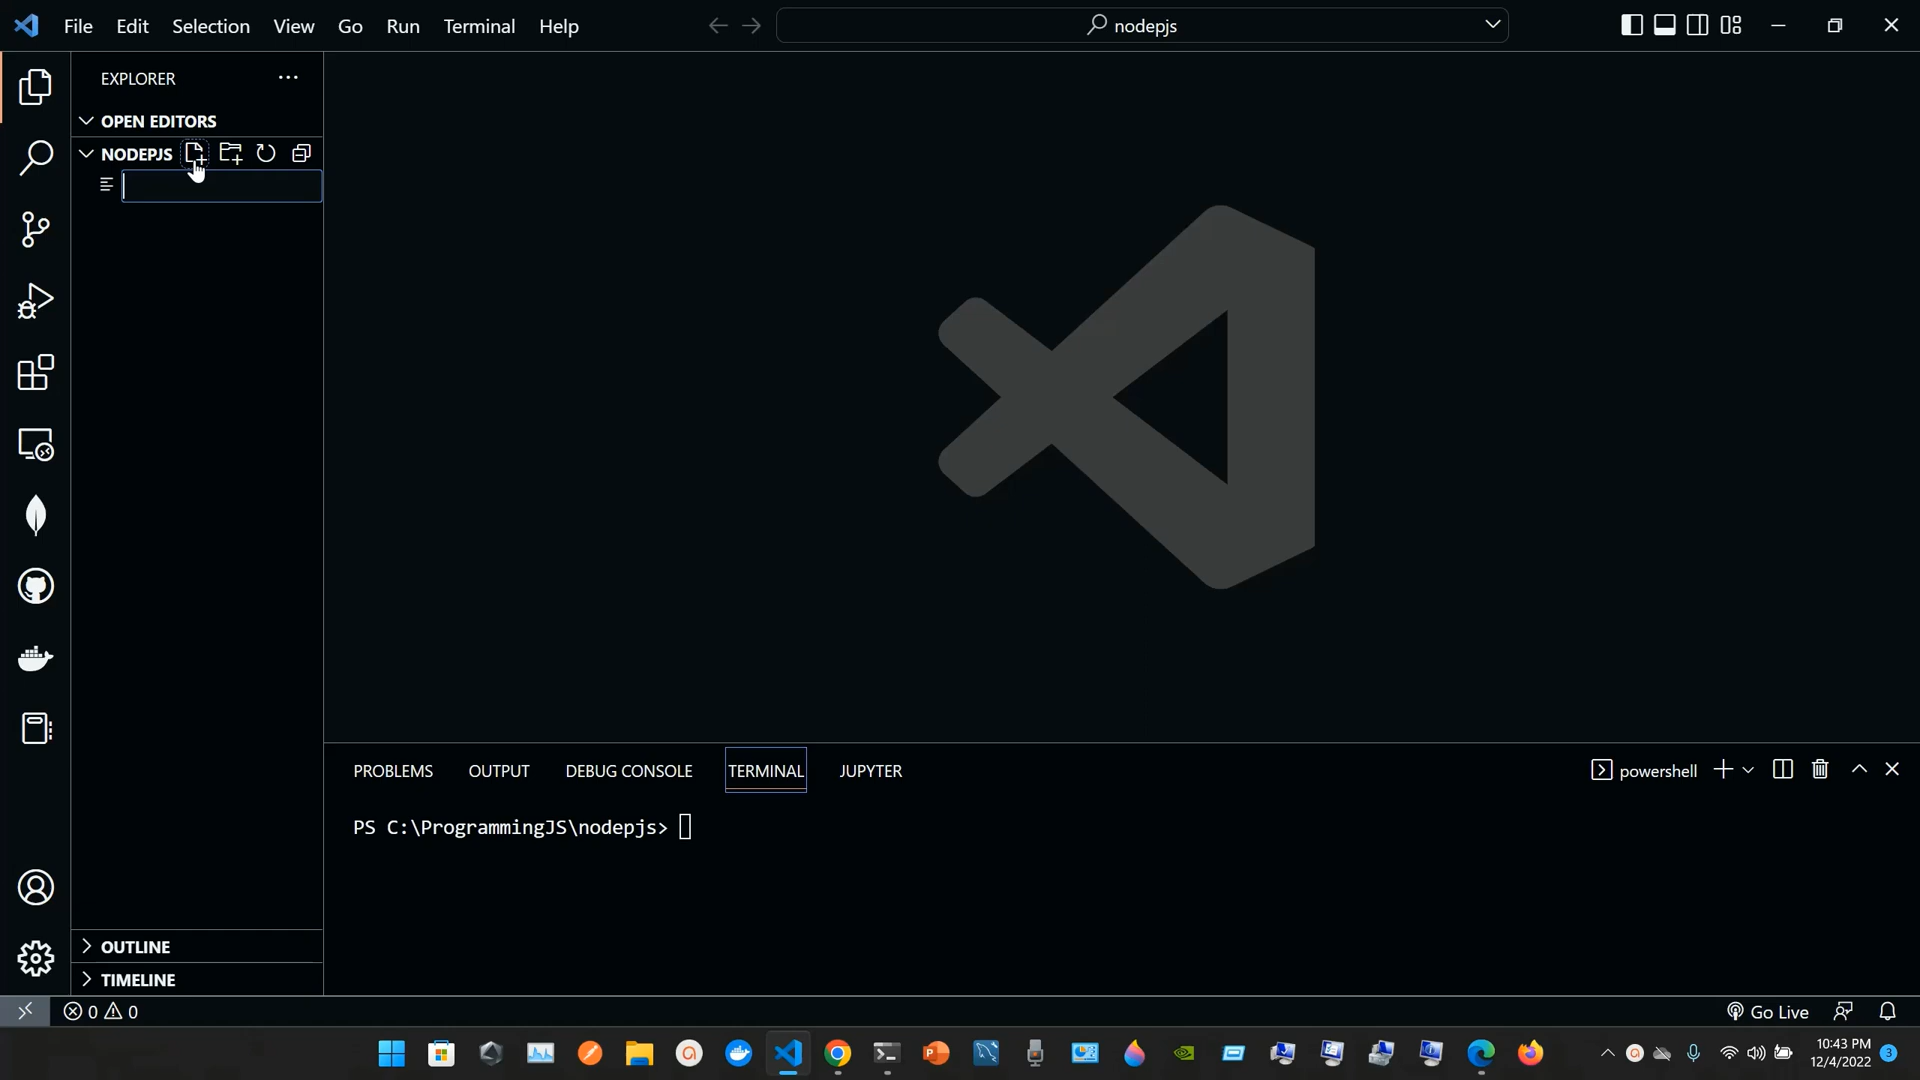 File Edit Selection View Go Run Terminal Help nodepjs
EXPLORER
OPEN EDITORS
NODEPJS
PROBLEMS OUTPUT DEBUG CONSOLE TERMINAL JUPYTER powershell
PS C:\ProgrammingJS\nodepjs>
OUTLINE
TIMELINE
0 0 Go Live
10:43 PM
12/4/2022 3